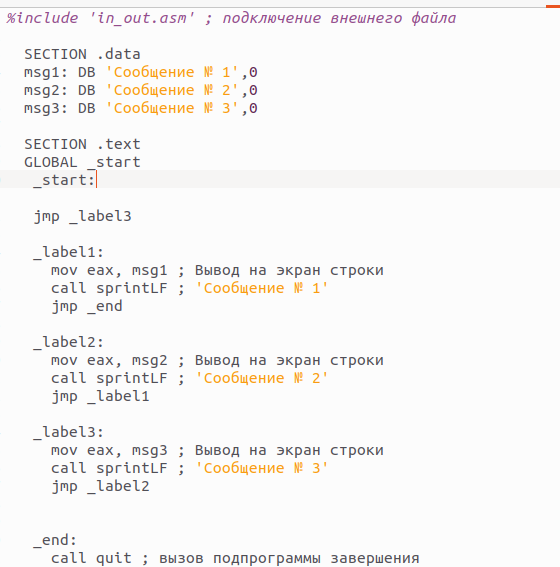 %include 'in_out.asm' ; подключение внешнего файла
SECTION .data
msg1: DB 'Сообщение № 1',0
msg2: DB 'Сообщение № 2',0
msg3: DB 'Сообщение № 3',0
SECTION .text
GLOBAL _start
_start:
jmp _label3
_label1:
mov eax, msg1 ; Вывод на экран строки
call sprintLF ; 'Сообщение № 1'
jmp _end
_label2:
mov eax, msg2 ; Вывод на экран строки
call sprintLF ; 'Сообщение № 2'
jmp _label1
_label3:
mov eax, msg3 ; Вывод на экран строки
call sprintLF ; 'Сообщение № 3'
jmp _label2
_end:
call quit ; вызов подпрограммы завершения